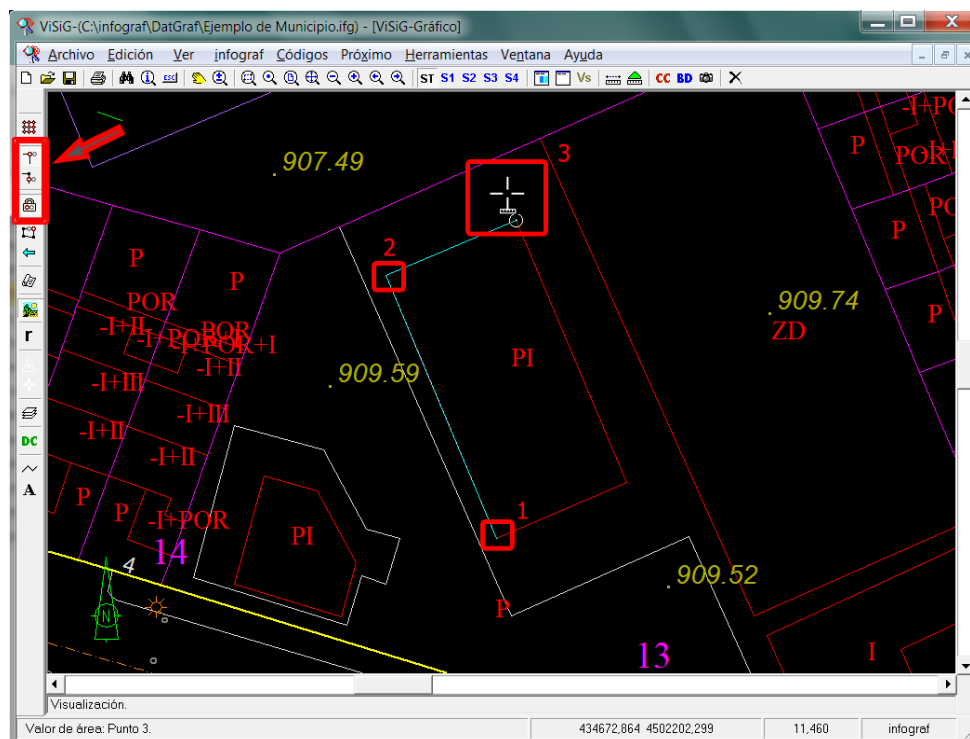 ViSiG-(C:\infograf\DatGraf\Ejemplo de Municipio.ifg) - [ViSiG-Gráfico]
Archivo Edición Ver infograf Códigos Próximo Herramientas Ventana Ayuda
ESC ST S1 S2 S3 S4 Vs CC BD
-I+PO
P
POR
907.49
3
2
P
P
PO
P
POR
909.74
P
ZD
-I+II
POR
POR
-I+POR+I
-I+II
PI
909.59
-I+III
-I+III
-I+II
-I+II
r
DC
A
P
P
-I+POR
1
PI
14
4
909.52
N
P
13
I
Visualización.
Valor de área: Punto 3. 434672,864 4502202,299 11,460 infograf